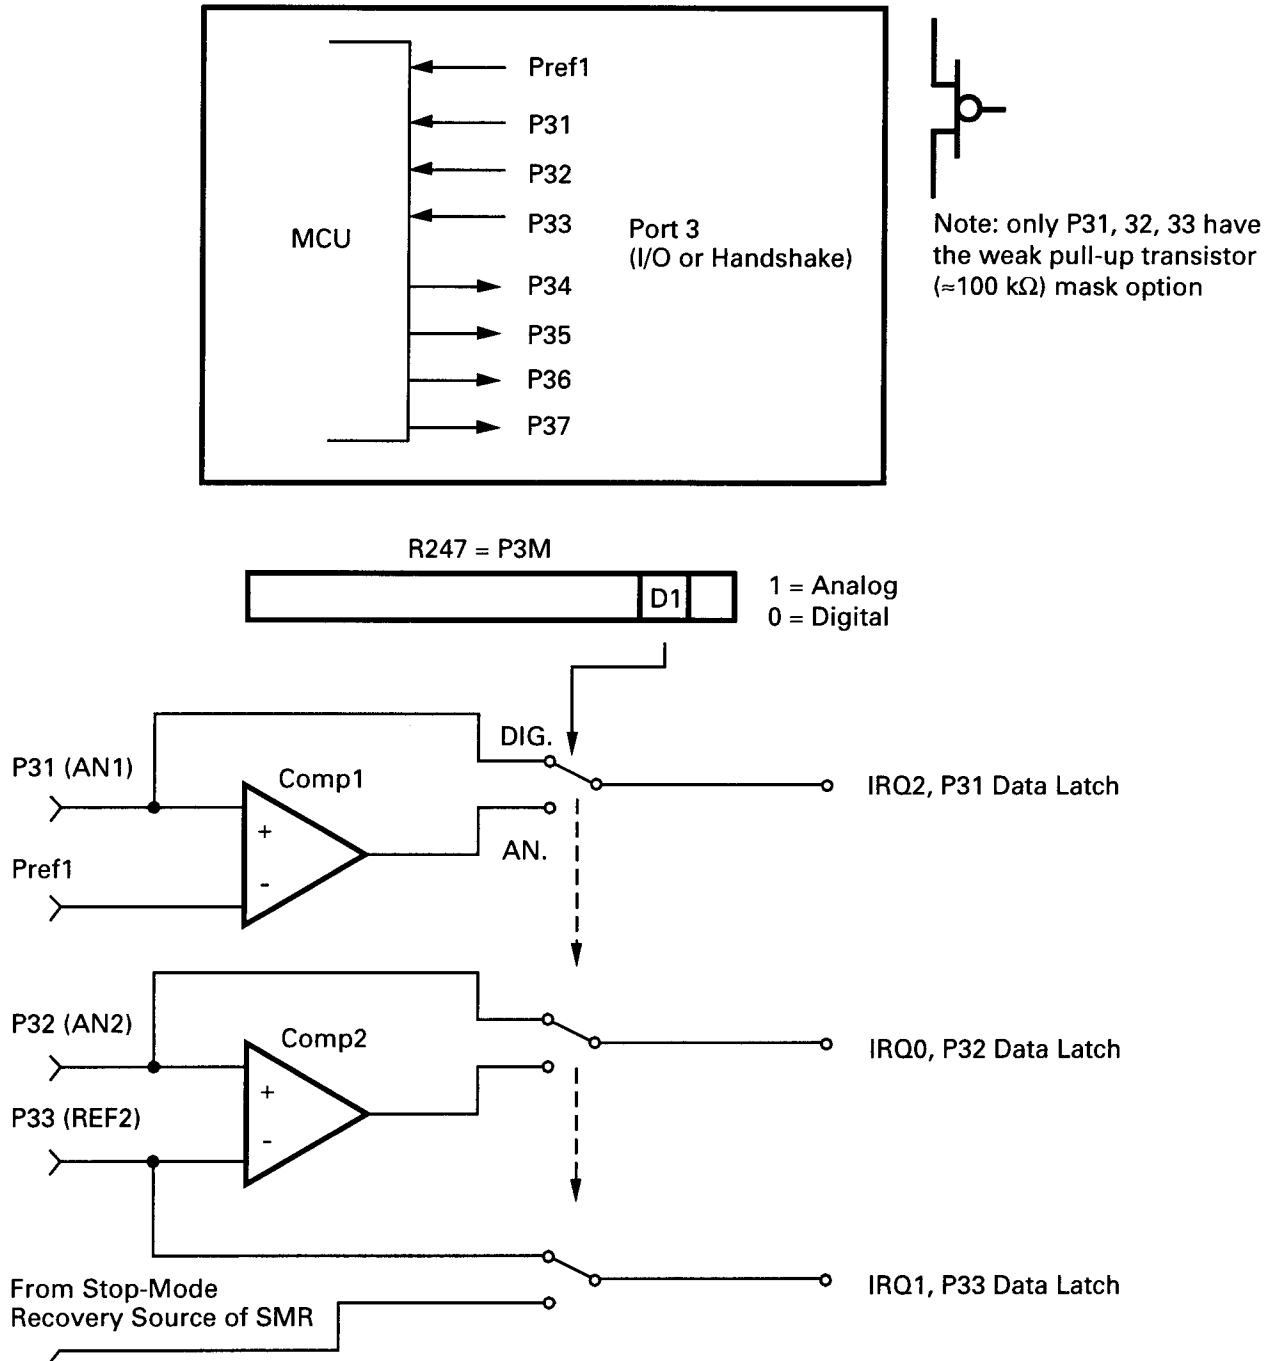 Pref1
P31
P32
P33
MCU
Port 3
(I/O or Handshake)
P34
P35
P36
P37
Note: only P31, 32, 33 have
the weak pull-up transistor
(≈100 kΩ) mask option
R247 = P3M
D1
1 = Analog
0 = Digital
DIG.
P31 (AN1)
Comp1
+
-
IRQ2, P31 Data Latch
AN.
Pref1
P32 (AN2)
Comp2
+
-
IRQ0, P32 Data Latch
P33 (REF2)
From Stop-Mode
Recovery Source of SMR
IRQ1, P33 Data Latch